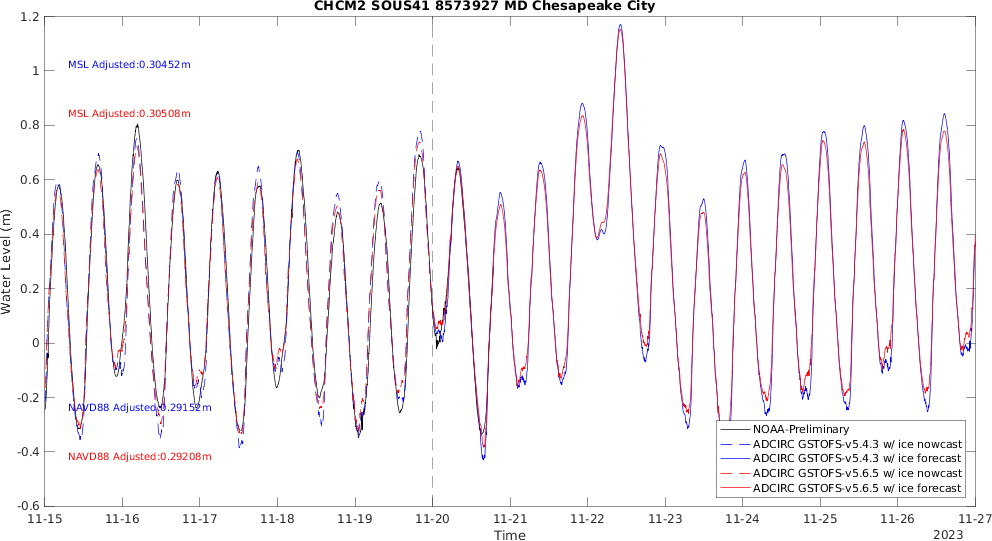 CHCM2 SOUS41 8573927 MD Chesapeake City
1.2
1
0.8
0.6
0.4
0.2
0
-0.2
-0.4
-0.6
Water Level (m)
MSL Adjusted:0.30452m
MSL Adjusted:0.30508m
NAVD88 Adjusted:0.29152m
NAVD88 Adjusted:0.29208m
NOAA-Preliminary
ADCIRC GSTOFS-v5.4.3 w/ ice nowcast
ADCIRC GSTOFS-v5.4.3 w/ ice forecast
ADCIRC GSTOFS-v5.6.5 w/ ice nowcast
ADCIRC GSTOFS-v5.6.5 w/ ice forecast
11-15 11-16 11-17 11-18 11-19 11-20 11-21 11-22 11-23 11-24 11-25 11-26 11-27
Time
2023